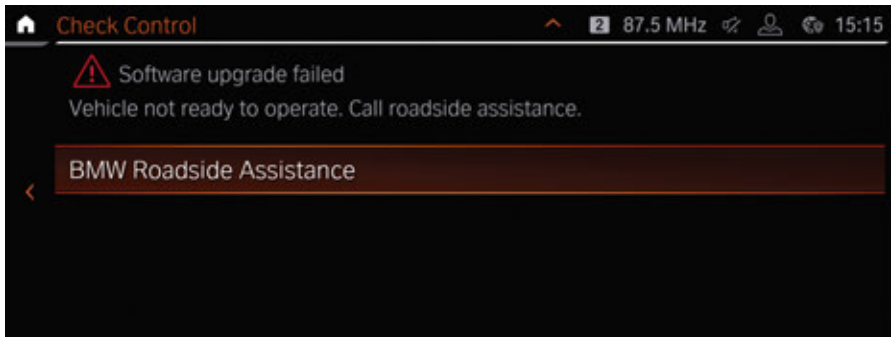 Check Control
2 87.5 MHz 15:15
Software upgrade failed
Vehicle not ready to operate. Call roadside assistance.
BMW Roadside Assistance